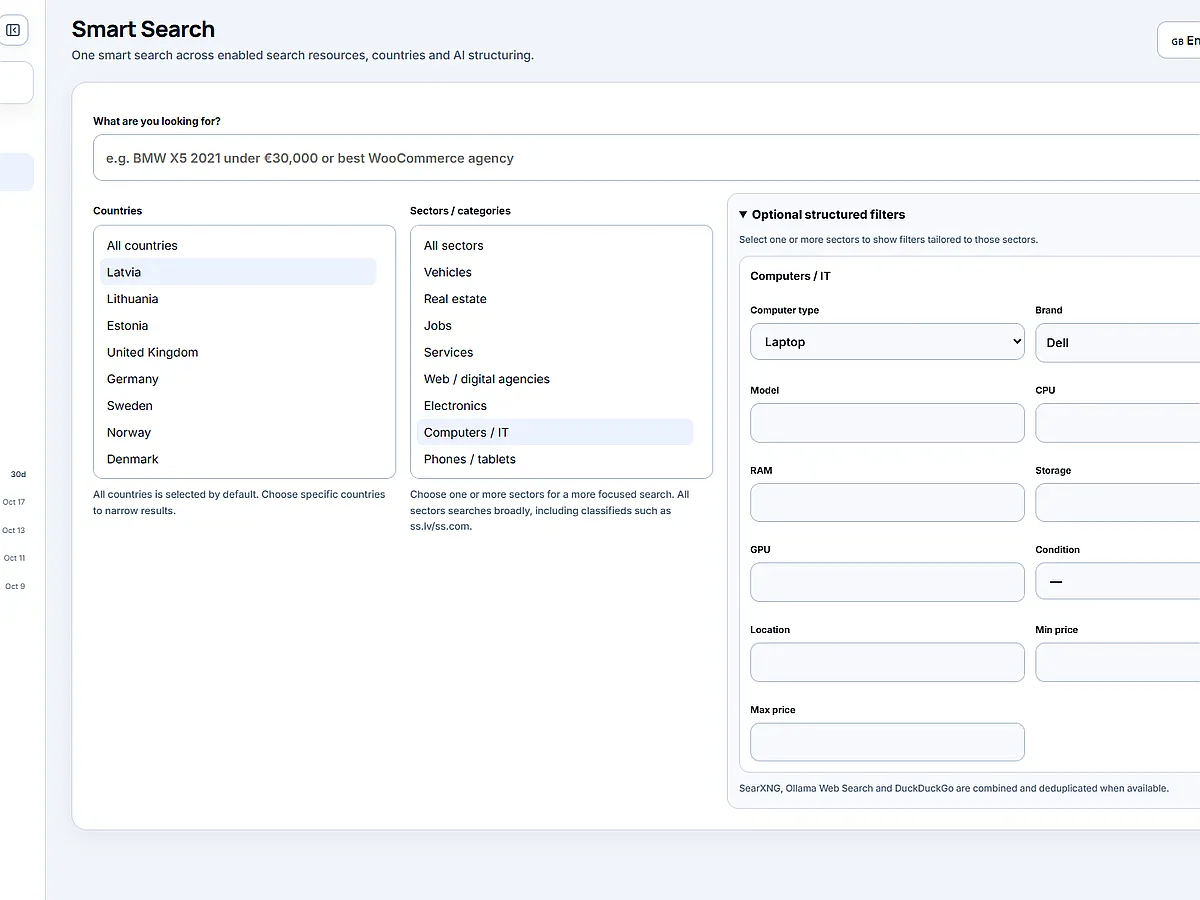 Smart Search
One smart search across enabled search resources, countries and AI structuring.
GB En
What are you looking for?
e.g. BMW X5 2021 under €30,000 or best WooCommerce agency
Countries
All countries
Latvia
Lithuania
Estonia
United Kingdom
Germany
Sweden
Norway
Denmark
All countries is selected by default. Choose specific countries
to narrow results.
Sectors / categories
All sectors
Vehicles
Real estate
Jobs
Services
Web / digital agencies
Electronics
Computers / IT
Phones / tablets
Choose one or more sectors for a more focused search. All
sectors searches broadly, including classifieds such as
ss.lv/ss.com.
▼ Optional structured filters
Select one or more sectors to show filters tailored to those sectors.
Computers / IT
Computer type
Brand
Laptop
Dell
Model
CPU
RAM
Storage
GPU
Condition
—
Location
Min price
Max price
SearXNG, Ollama Web Search and DuckDuckGo are combined and deduplicated when available.
30d
Oct 17
Oct 13
Oct 11
Oct 9